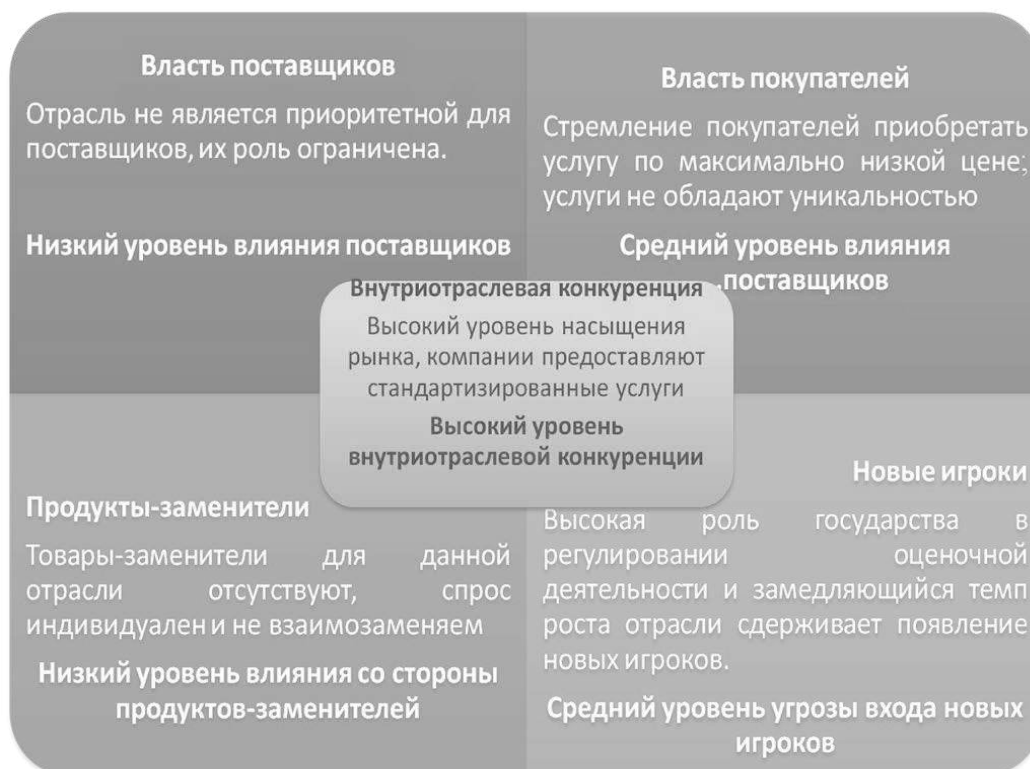 Власть поставщиков
Отрасль не является приоритетной для
поставщиков, их роль ограничена.
Низкий уровень влияния поставщиков
Власть покупателей
Стремление покупателей приобретать
услугу по максимально низкой цене;
услуги не обладают уникальностью
Средний уровень влияния
.поставщиков
Внутриотраслевая конкуренция
Высокий уровень насыщения
рынка, компании предоставляют
стандартизированные услуги
Высокий уровень
внутриотраслевой конкуренции
Продукты-заменители
Товары-заменители для данной
отрасли отсутствуют, спрос
индивидуален и не взаимозаменяем
Низкий уровень влияния со стороны
продуктов-заменителей
Новые игроки
Высокая роль государства в
регулировании оценочной
деятельности и замедляющийся темп
роста отрасли сдерживает появление
новых игроков.
Средний уровень угрозы входа новых
игроков